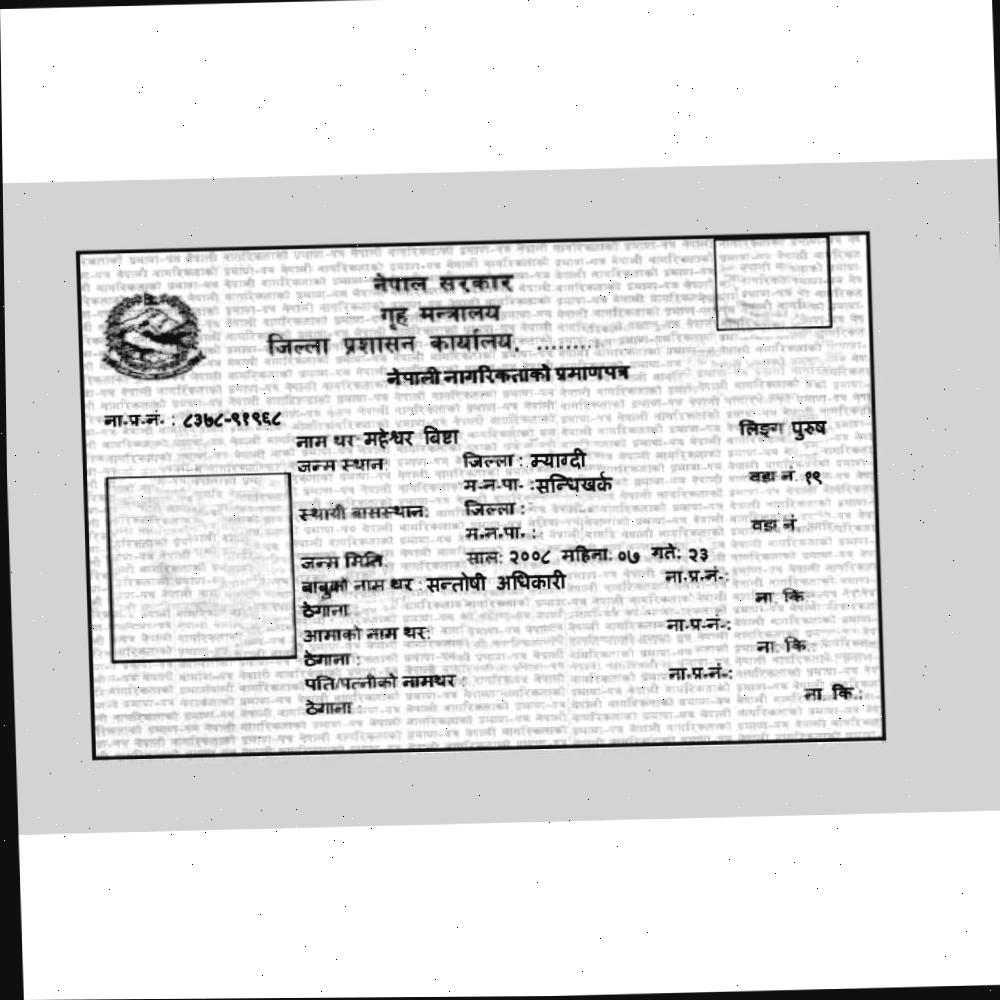 नेपाल सरकार
गृह मन्त्रालय
जिल्ला प्रशासन कार्यालय, ........
नेपाली नागरिकताको प्रमाणपत्र
ना.प्र.नं. : ८३७८-९१९६८
नाम थर महेश्वर बिष्टा लिङ्ग पुरुष
जन्म स्थान जिल्ला : म्याग्दी
म.न.पा. : सन्धिखर्क वडा नं. १९
स्थायी बासस्थान: जिल्ला :
म.न.पा. : वडा नं.
जन्म मिति साल: २००८ महिना: ०७ गते: २३
बाबुको नाम थर : सन्तोषी अधिकारी ना.प्र.नं.:
ठेगाना : ना. कि.:
आमाको नाम थर: ना.प्र.नं.:
ठेगाना : ना. कि.:
पति/पत्नीको नामथर : ना.प्र.नं.:
ठेगाना : ना. कि.: